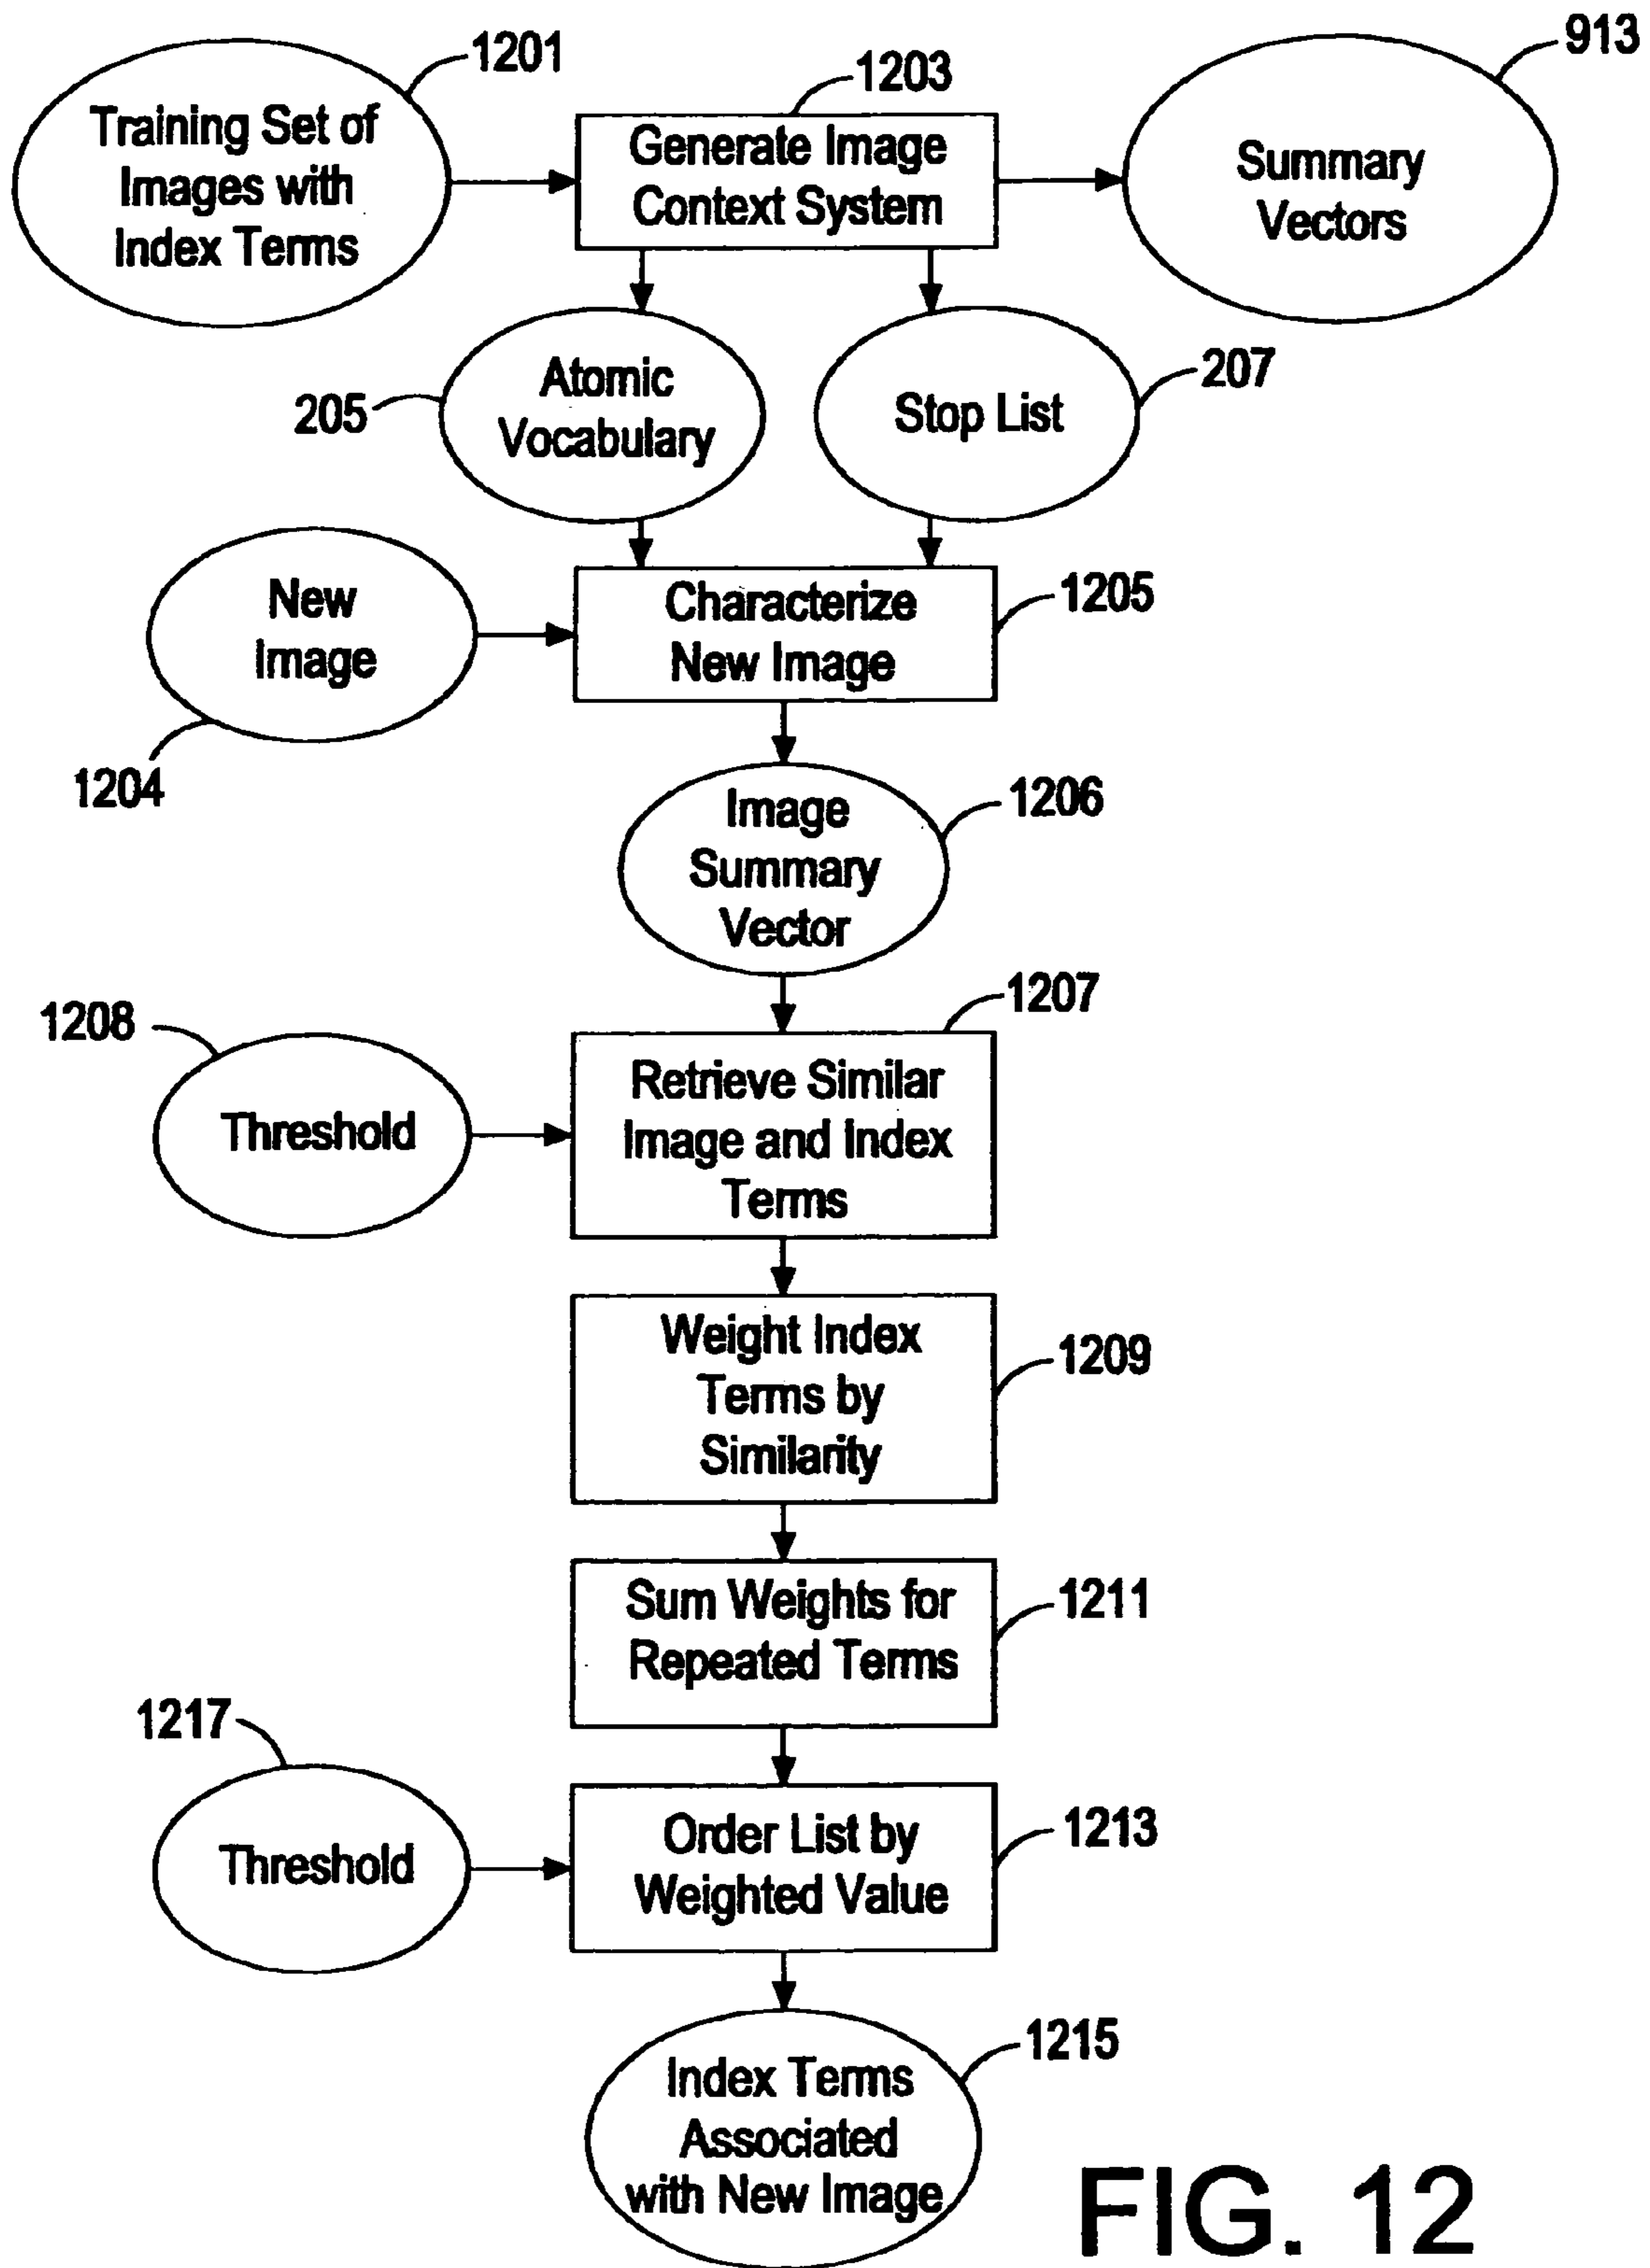 1201
Training Set of
Images with
Index Terms
1203
Generate Image
Context System
913
Summary
Vectors
205
Atomic
Vocabulary
207
Stop List
New
Image
1204
Characterize
New Image
1205
Image
Summary
Vector
1206
1208
Threshold
1207
Retrieve Similar
Image and Index
Terms
Weight Index
Terms by
Similarity
1209
Sum Weights for
Repeated Terms
1211
1217
Threshold
Order List by
Weighted Value
1213
Index Terms
Associated
with New Image
1215
FIG. 12